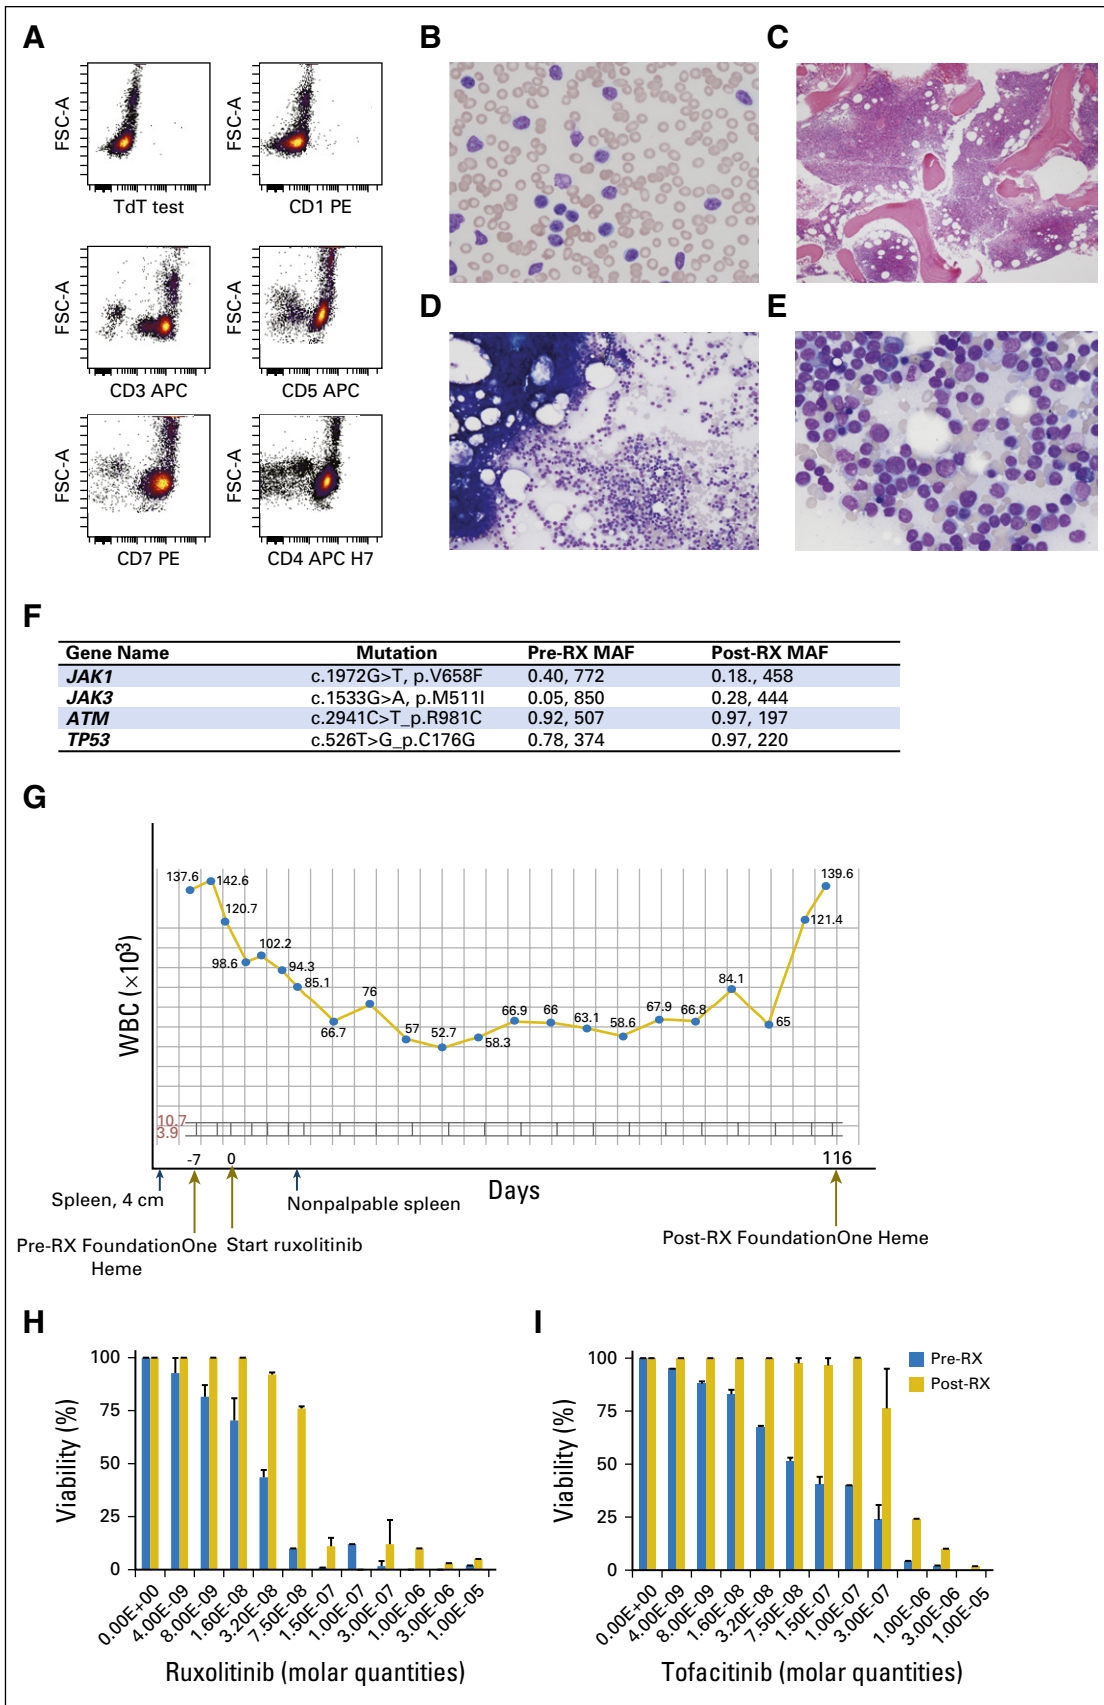 A
FSC-A
TdT test
FSC-A
CD1 PE
FSC-A
CD3 APC
FSC-A
CD5 APC
FSC-A
CD7 PE
FSC-A
CD4 APC H7
B
C
D
E
F
Gene Name Mutation Pre-RX MAF Post-RX MAF
JAK1 c.1972G>T, p.V658F 0.40, 772 0.18., 458
JAK3 c.1533G>A, p.M511I 0.05, 850 0.28, 444
ATM c.2941C>T_p.R981C 0.92, 507 0.97, 197
TP53 c.526T>G_p.C176G 0.78, 374 0.97, 220
G
WBC (×10³)
137.6
142.6
120.7
98.6
102.2
94.3
85.1
66.7
76
57
52.7
58.3
66.9
66
63.1
58.6
67.9
66.8
84.1
65
121.4
139.6
10.7
3.9
-7 0 116
Days
Spleen, 4 cm
Nonpalpable spleen
Pre-RX FoundationOne
Heme
Start ruxolitinib
Post-RX FoundationOne Heme
H
Viability (%)
100
75
50
25
0
0.00E+00
4.00E-09
8.00E-09
1.60E-08
3.20E-08
7.50E-08
1.50E-07
1.00E-07
3.00E-07
1.00E-06
3.00E-06
1.00E-05
Ruxolitinib (molar quantities)
I
Viability (%)
100
75
50
25
0
Pre-RX
Post-RX
0.00E+00
4.00E-09
8.00E-09
1.60E-08
3.20E-08
7.50E-08
1.50E-07
1.00E-07
3.00E-07
1.00E-06
3.00E-06
1.00E-05
Tofacitinib (molar quantities)